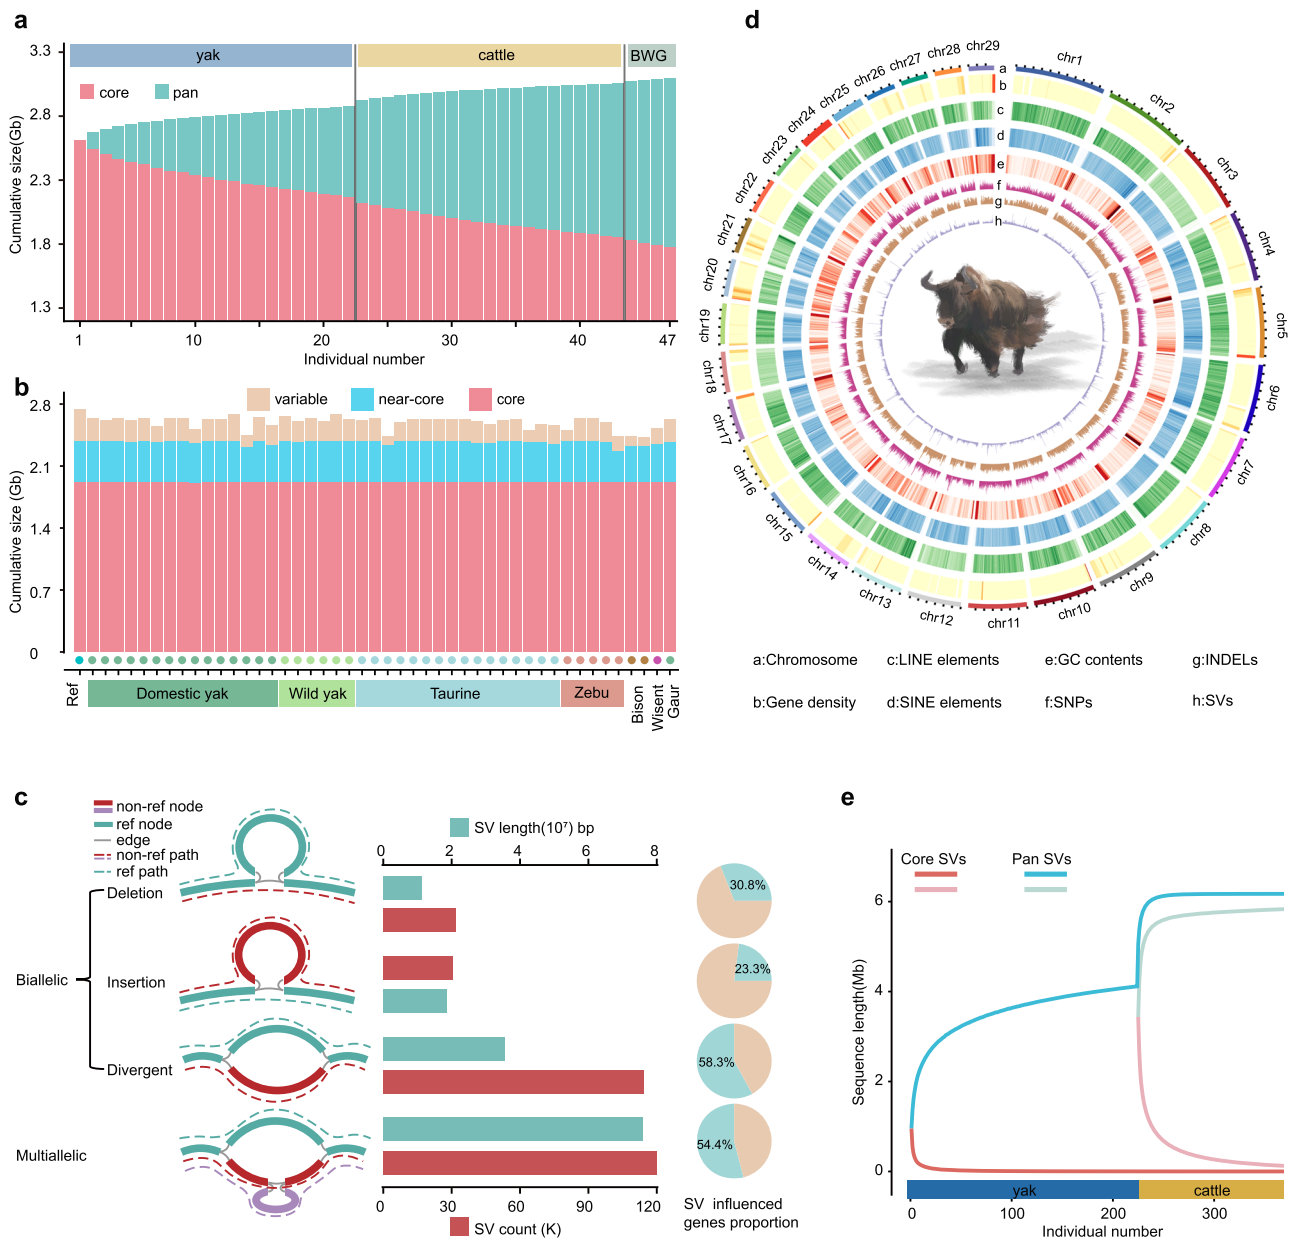 a
3.3
2.8
2.3
1.8
1.3
Cumulative size(Gb)
yak
cattle
BWG
core
pan
1
10
20
30
40
47
Individual number
b
2.8
2.1
1.4
0.7
0
Cumulative size (Gb)
variable
near-core
core
Ref
Domestic yak
Wild yak
Taurine
Zebu
Bison
Wisent
Gaur
c
non-ref node
ref node
edge
non-ref path
ref path
Biallelic
Deletion
Insertion
Divergent
Multiallelic
SV length(10⁷) bp
0
2
4
6
8
0
30
60
90
120
SV count (K)
30.8%
23.3%
58.3%
54.4%
SV influenced
genes proportion
d
chr1
chr2
chr3
chr4
chr5
chr6
chr7
chr8
chr9
chr10
chr11
chr12
chr13
chr14
chr15
chr16
chr17
chr18
chr19
chr20
chr21
chr22
chr23
chr24
chr25
chr26
chr27
chr28
chr29
a
b
c
d
e
f
g
h
a:Chromosome
c:LINE elements
e:GC contents
g:INDELs
b:Gene density
d:SINE elements
f:SNPs
h:SVs
e
Core SVs
Pan SVs
6
4
2
0
Sequence length(Mb)
yak
cattle
0
100
200
300
Individual number